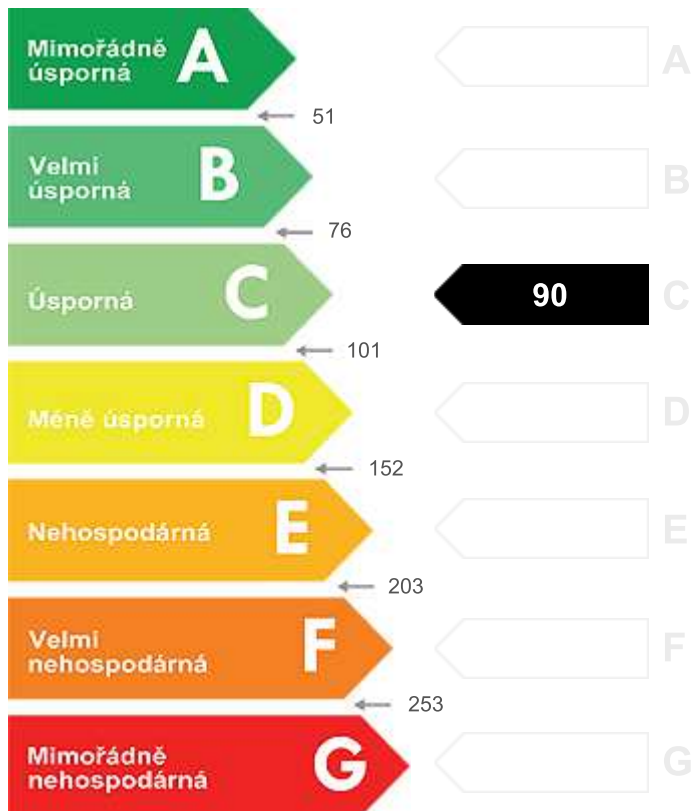 Mimořádně
úsporná
A
A
51
Velmi
úsporná
B
B
76
Úsporná
C
90
C
101
Méně úsporná
D
D
152
Nehospodárná
E
E
203
Velmi
nehospodárná
F
F
253
Mimořádně
nehospodárná
G
G